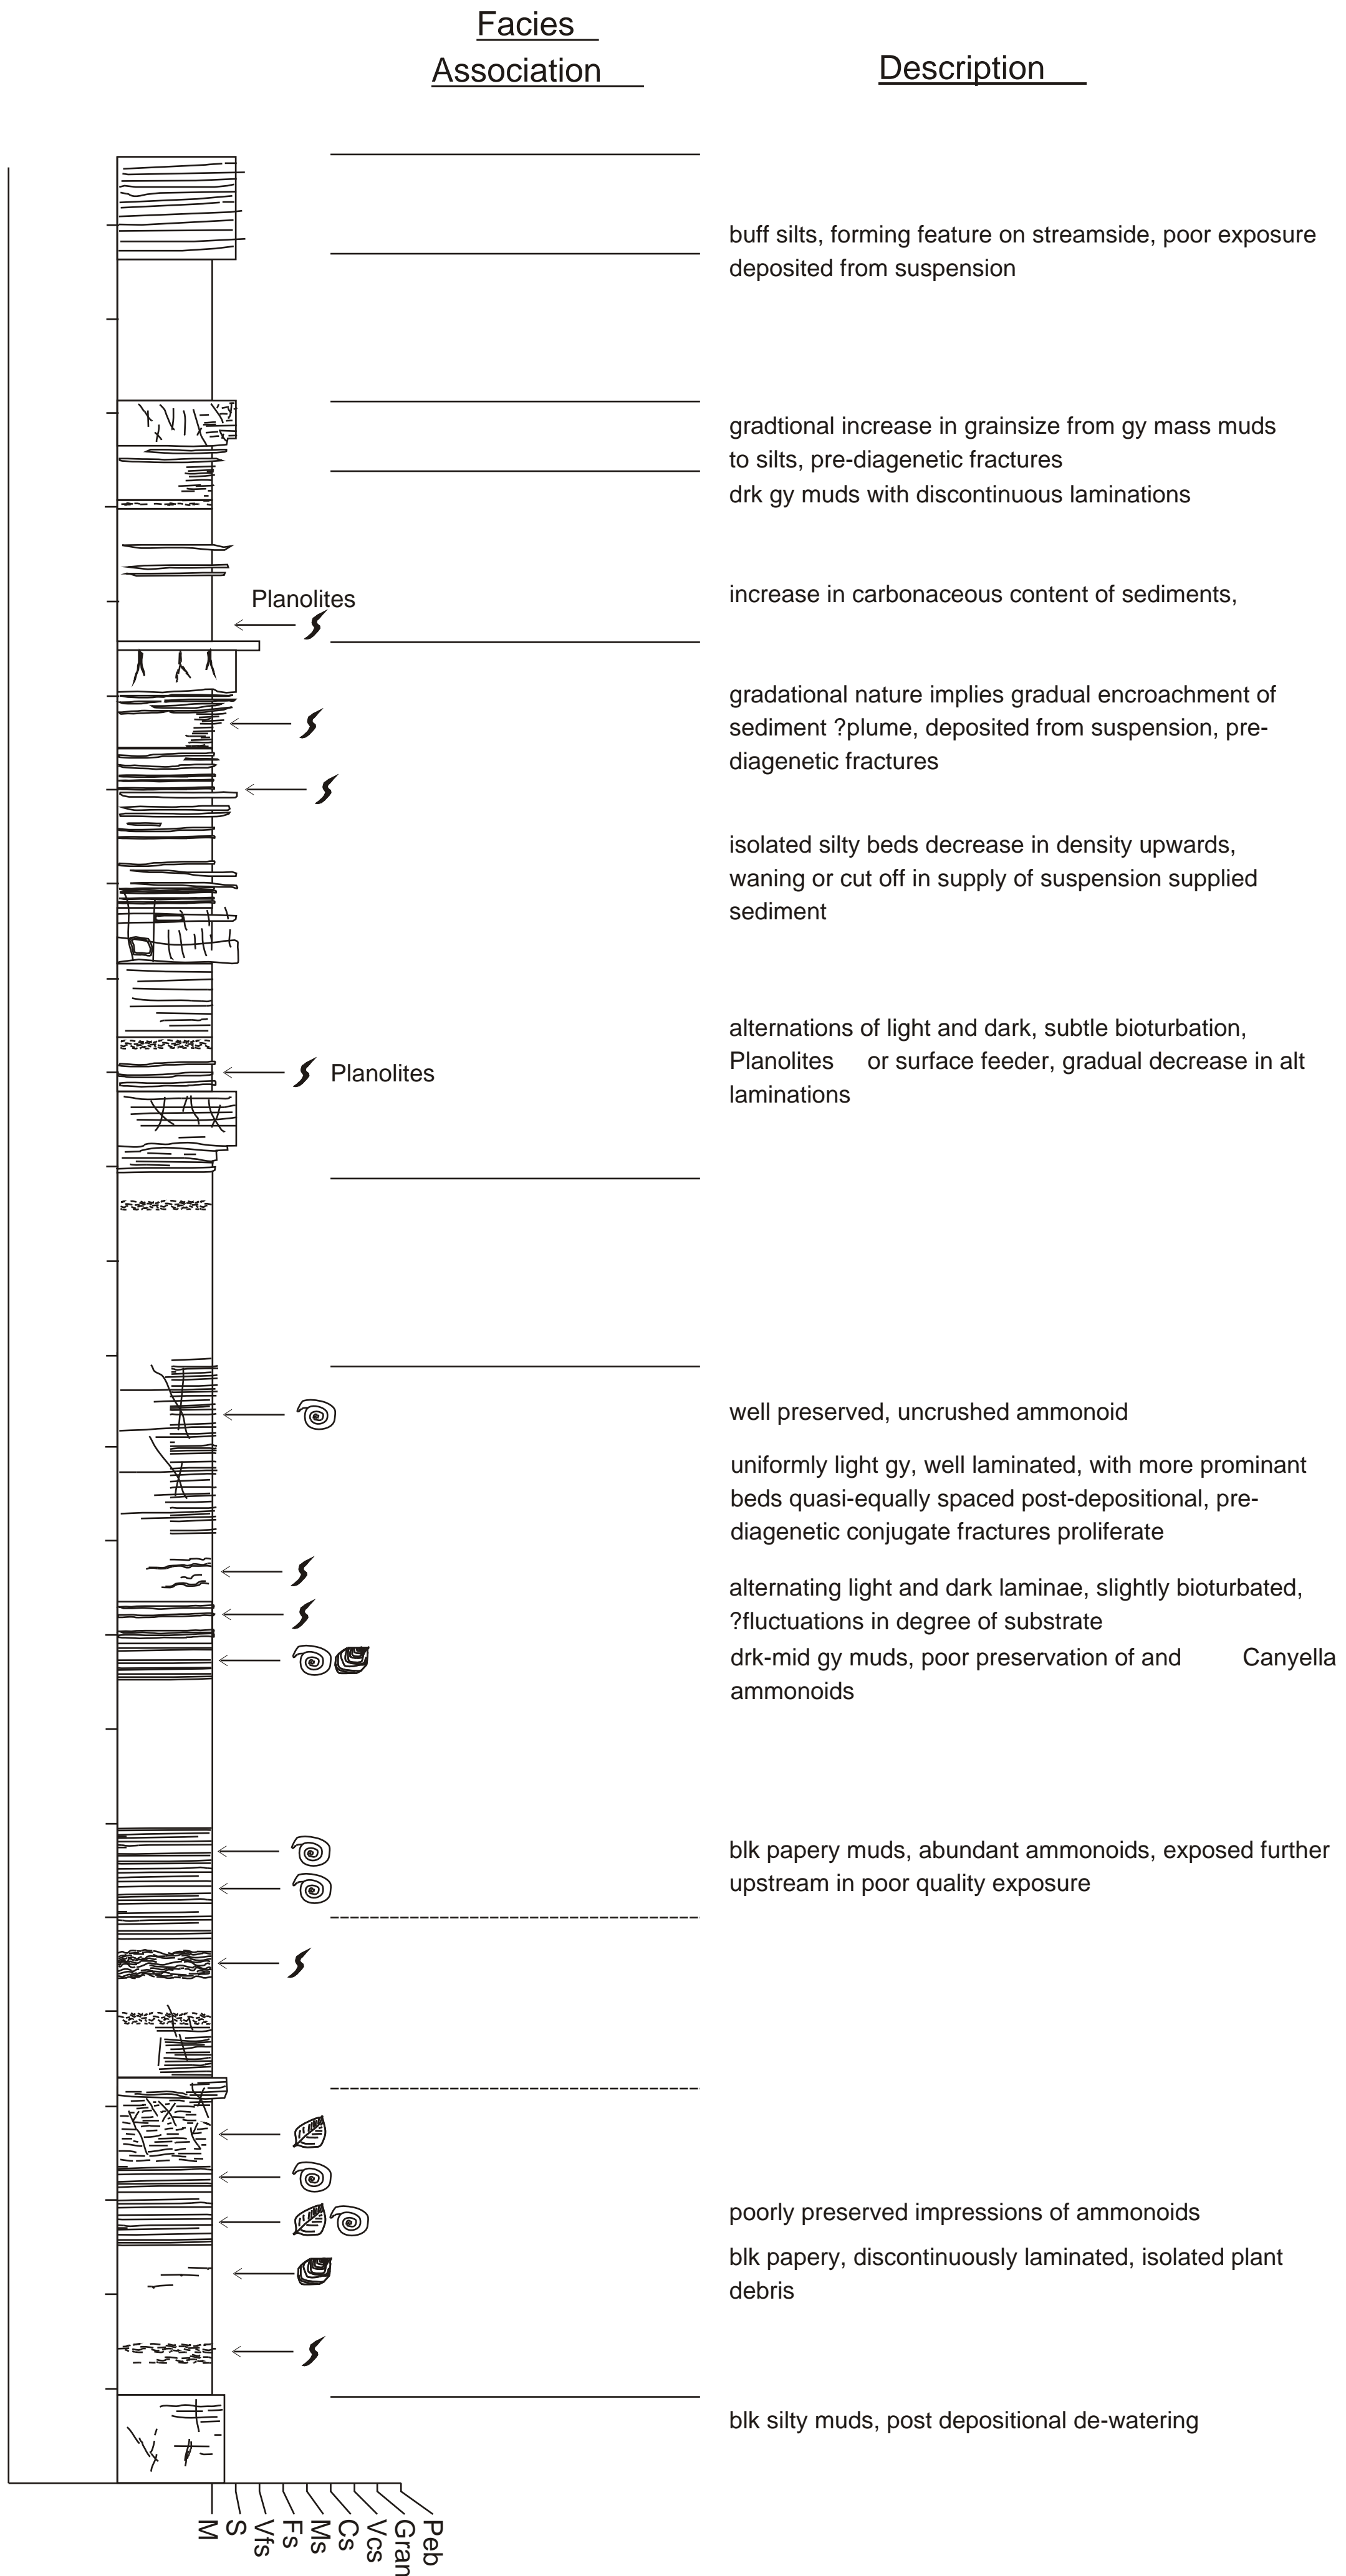 Facies
Association
Description
buff silts, forming feature on streamside, poor exposure
deposited from suspension
gradtional increase in grainsize from gy mass muds
to silts, pre-diagenetic fractures
drk gy muds with discontinuous laminations
Planolites
increase in carbonaceous content of sediments,
gradational nature implies gradual encroachment of
sediment ?plume, deposited from suspension, pre-
diagenetic fractures
isolated silty beds decrease in density upwards,
waning or cut off in supply of suspension supplied
sediment
alternations of light and dark, subtle bioturbation,
Planolites or surface feeder, gradual decrease in alt
laminations
Planolites
well preserved, uncrushed ammonoid
uniformly light gy, well laminated, with more prominant
beds quasi-equally spaced post-depositional, pre-
diagenetic conjugate fractures proliferate
alternating light and dark laminae, slightly bioturbated,
?fluctuations in degree of substrate
drk-mid gy muds, poor preservation of and Canyella
ammonoids
blk papery muds, abundant ammonoids, exposed further
upstream in poor quality exposure
poorly preserved impressions of ammonoids
blk papery, discontinuously laminated, isolated plant
debris
blk silty muds, post depositional de-watering
M
S
Vfs
Fs
Ms
Cs
Vcs
Gran
Peb